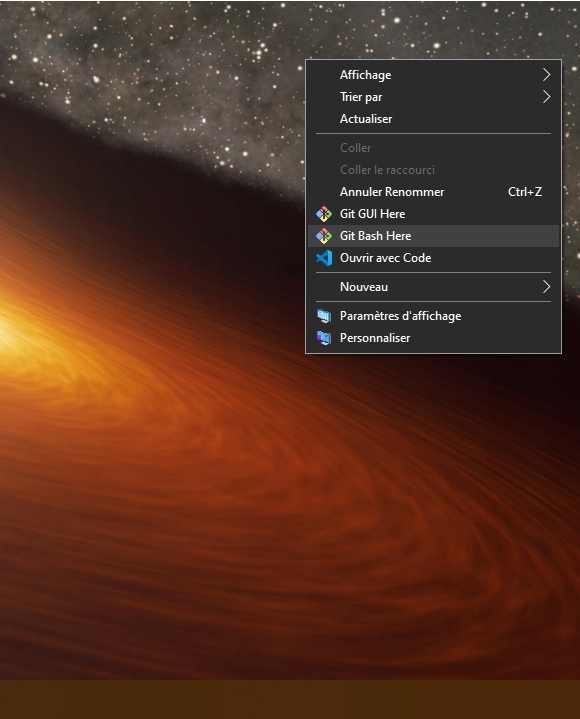 Affichage
Trier par
Actualiser
Coller
Coller le raccourci
Annuler Renommer Ctrl+Z
Git GUI Here
Git Bash Here
Ouvrir avec Code
Nouveau
Paramètres d'affichage
Personnaliser